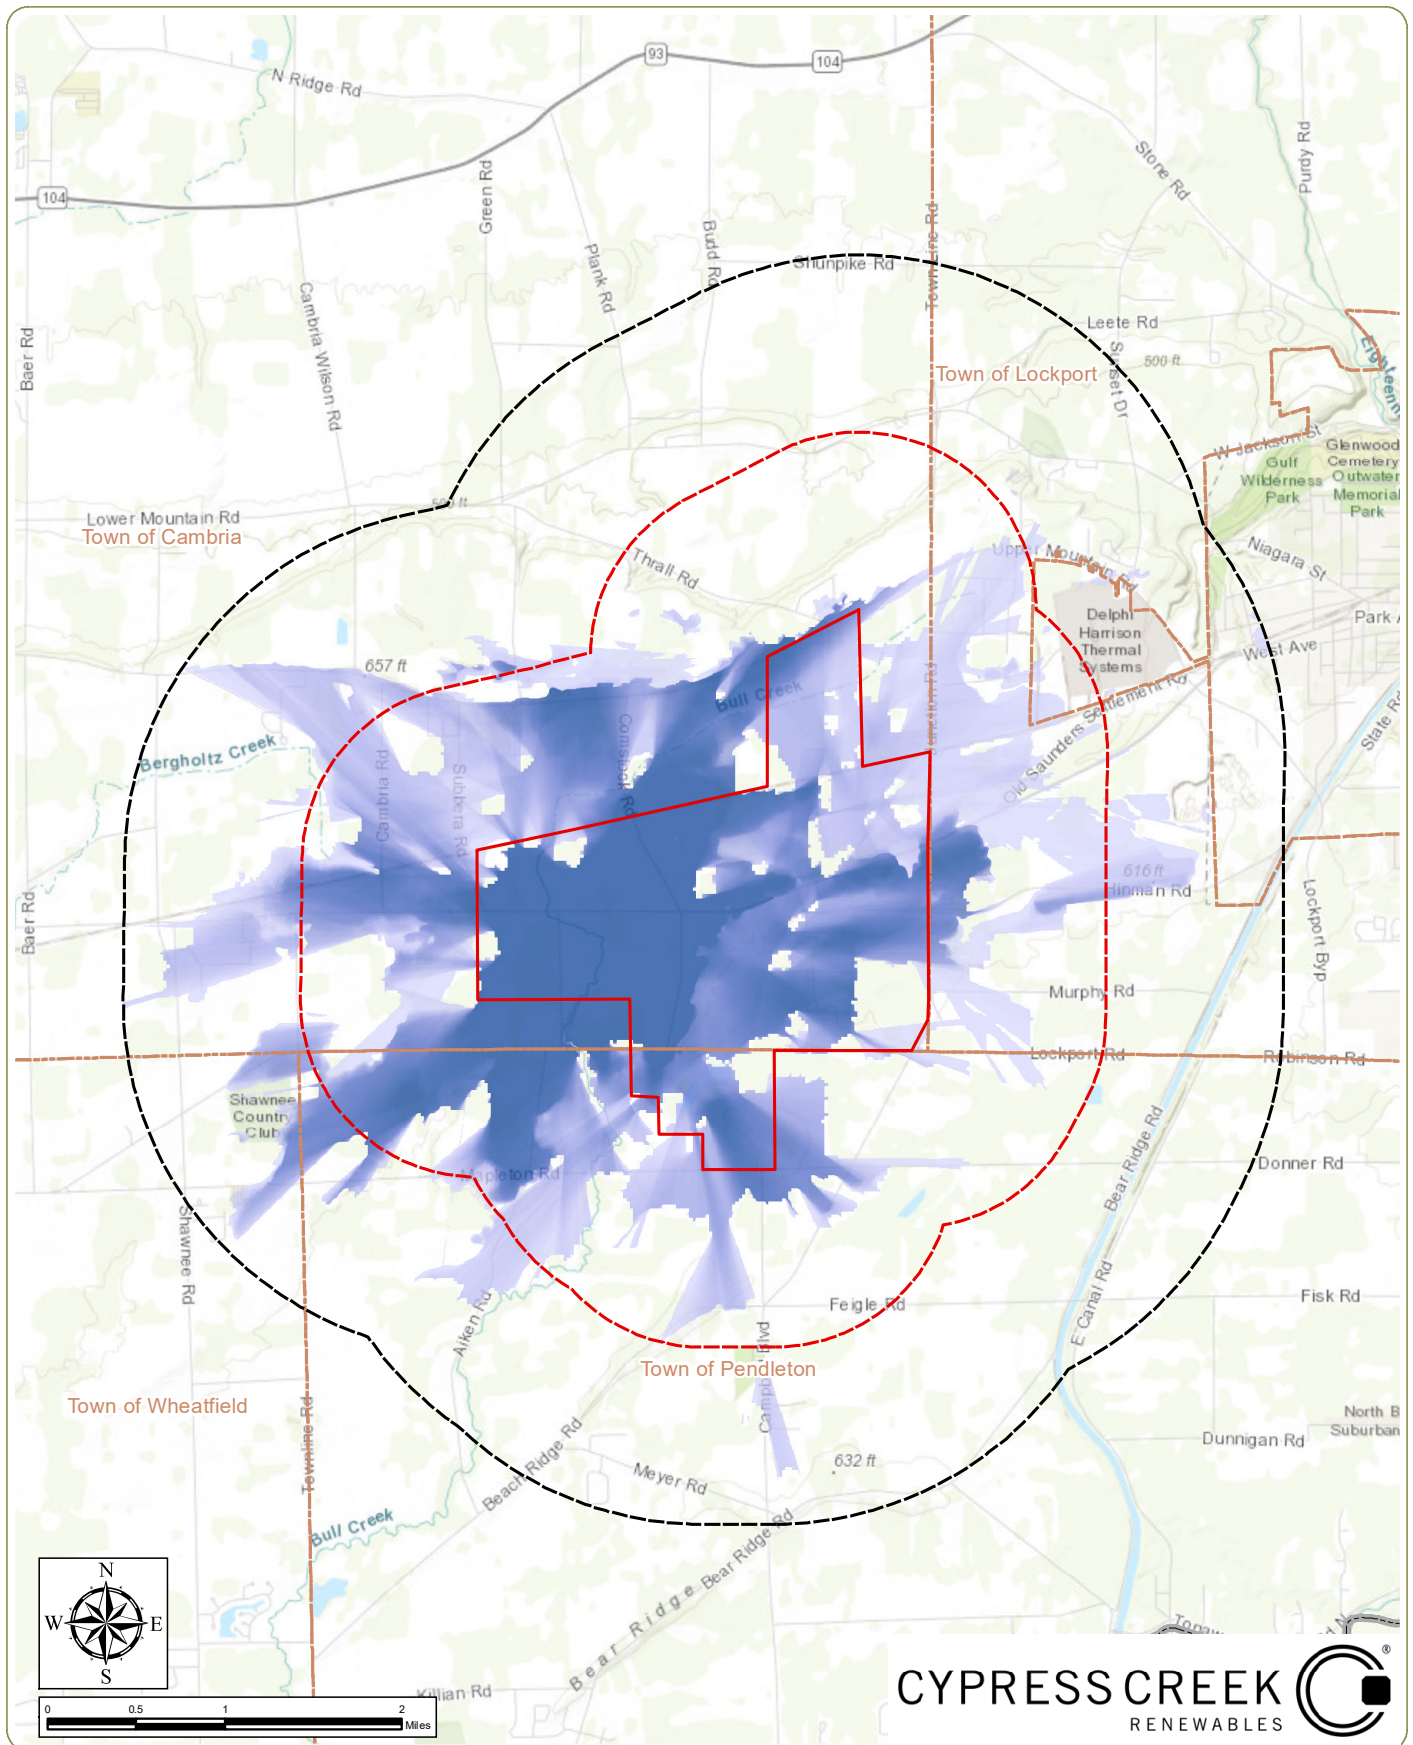 93
104
N Ridge Rd
Purdy Rd
Stone Rd
104
Green Rd
Plank Rd
Budd Rd
Town Line Rd
Shunpike Rd
Cambria Wilson Rd
Baer Rd
Leete Rd
500 ft
Sunset Dr
Town of Lockport
W Jackson St
Glenwood
Cemetery
Outwater
Memorial
Park
Gulf
Wilderness
Park
500 ft
Lower Mountain Rd
Town of Cambria
Upper Mountain Rd
Niagara St
Thrall Rd
Delphi
Harrison
Thermal
Systems
Park
West Ave
657 ft
Bull Creek
Old Saunders Settlement Rd
State Rd
Bergholtz Creek
Comstock Rd
Cambria Rd
Subbera Rd
616 ft
Hinman Rd
Baer Rd
Lockport Byp
Murphy Rd
Lockport Rd
Robinson Rd
Shawnee
Country
Club
Mapleton Rd
Bear Ridge Rd
Donner Rd
Shawnee Rd
Aiken Rd
Feigle Rd
E Canal Rd
Fisk Rd
Campbell Blvd
Town of Pendleton
Town of Wheatfield
Townline Rd
North B
Suburban
Dunnigan Rd
Beach Ridge Rd
Meyer Rd
632 ft
Bull Creek
Bear Ridge Rd
Bear Ridge
Killian Rd
N
W E
S
0 0.5 1 2
Miles
CYPRESS CREEK
RENEWABLES
®